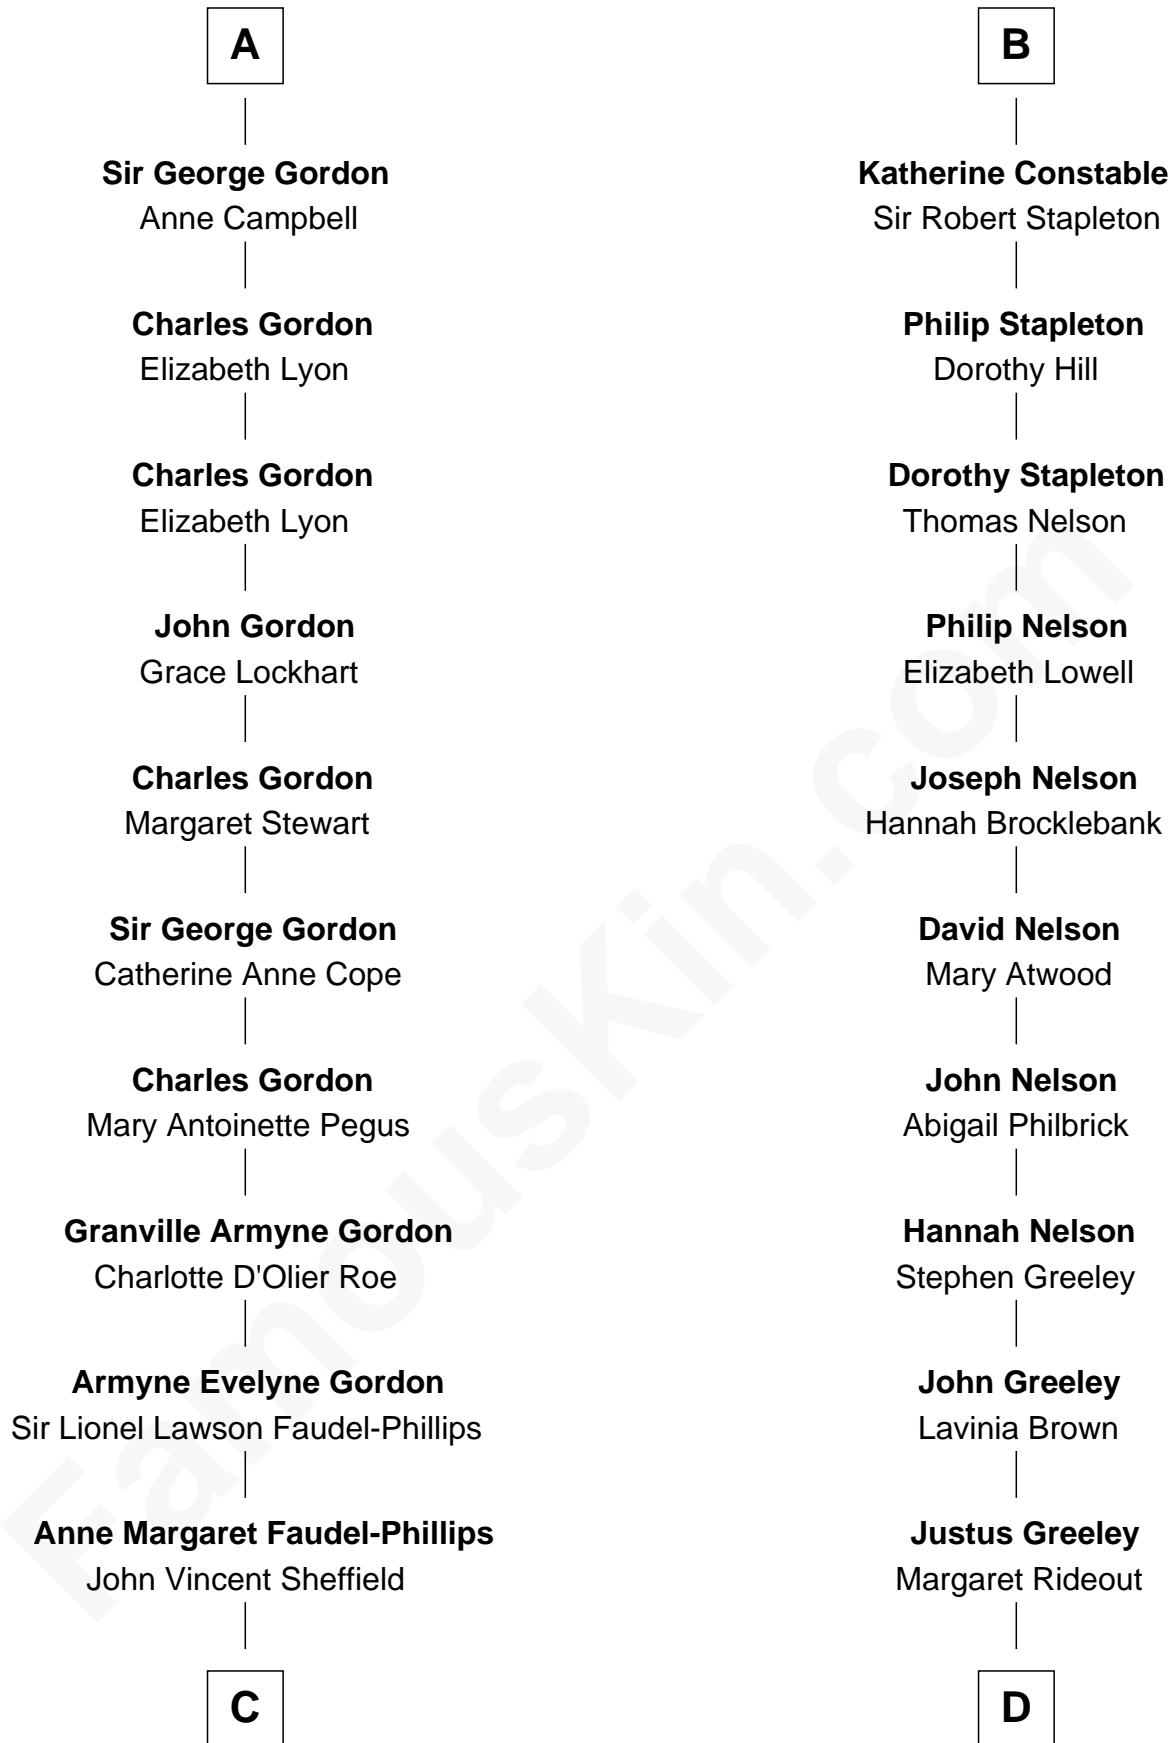 A
Sir George Gordon
Anne Campbell
Charles Gordon
Elizabeth Lyon
Charles Gordon
Elizabeth Lyon
John Gordon
Grace Lockhart
Charles Gordon
Margaret Stewart
Sir George Gordon
Catherine Anne Cope
Charles Gordon
Mary Antoinette Pegus
Granville Armyne Gordon
Charlotte D'Olier Roe
Armyne Evelyne Gordon
Sir Lionel Lawson Faudel-Phillips
Anne Margaret Faudel-Phillips
John Vincent Sheffield
C
B
Katherine Constable
Sir Robert Stapleton
Philip Stapleton
Dorothy Hill
Dorothy Stapleton
Thomas Nelson
Philip Nelson
Elizabeth Lowell
Joseph Nelson
Hannah Brocklebank
David Nelson
Mary Atwood
John Nelson
Abigail Philbrick
Hannah Nelson
Stephen Greeley
John Greeley
Lavinia Brown
Justus Greeley
Margaret Rideout
D
FamousKin.com